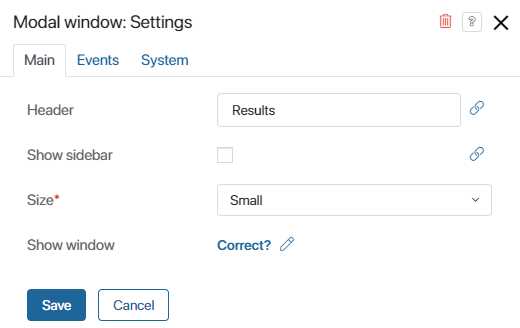 Modal window: Settings
?
Main Events System
Header Results
Show sidebar
Size* Small
Show window Correct?
Save Cancel